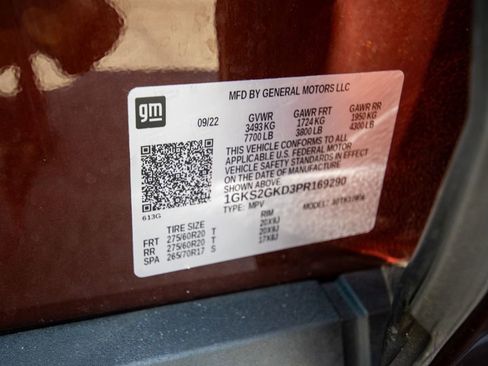 MFD BY GENERAL MOTORS LLC
gm
09/22
GVWR GAWR FRT GAWR RR
3493 KG 1724 KG 1950 KG
7700 LB 3800 LB 4300 LB
THIS VEHICLE CONFORMS TO ALL
APPLICABLE U.S. FEDERAL MOTOR
VEHICLE SAFETY STANDARDS IN EFFECT
ON THE DATE OF MANUFACTURE
SHOWN ABOVE
1GKS2GKD3PR169290
TYPE: MPV
613G
TIRE SIZE RIM
FRT 275/60R20 T 20X9J
RR 275/60R20 T 20X9J
SPA 265/70R17 S 17X8J